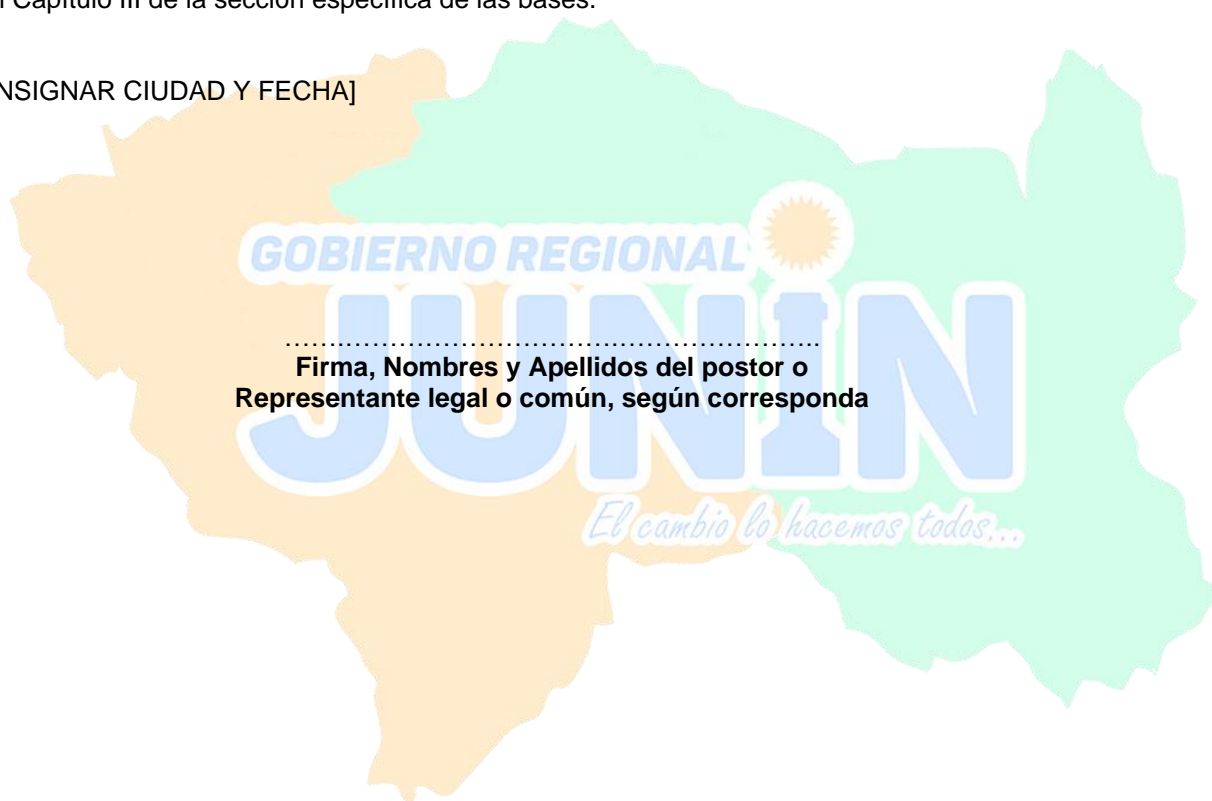 Capítulo III de la sección específica de las bases.
NSIGNAR CIUDAD Y FECHA]
GOBIERNO REGIONAL
JUNIN
………………………………………………………..
Firma, Nombres y Apellidos del postor o
Representante legal o común, según corresponda
El cambio lo hacemos todos...